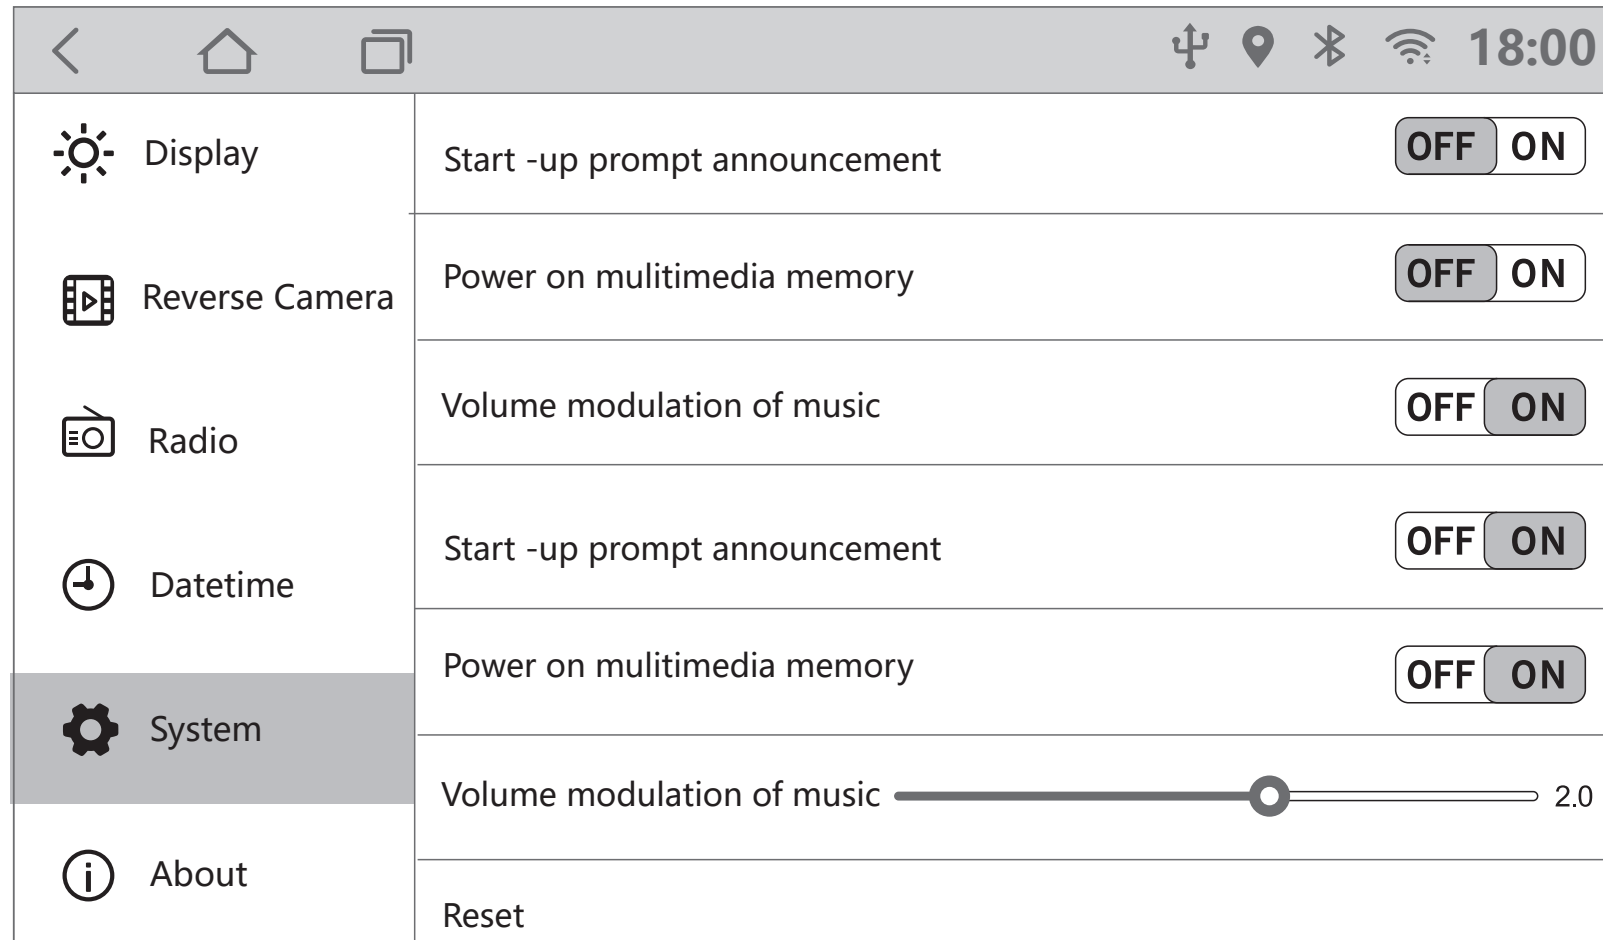 18:00
Display
Reverse Camera
Radio
Datetime
System
About
Start -up prompt announcement OFF ON
Power on mulitimedia memory OFF ON
Volume modulation of music OFF ON
Start -up prompt announcement OFF ON
Power on mulitimedia memory OFF ON
Volume modulation of music 2.0
Reset